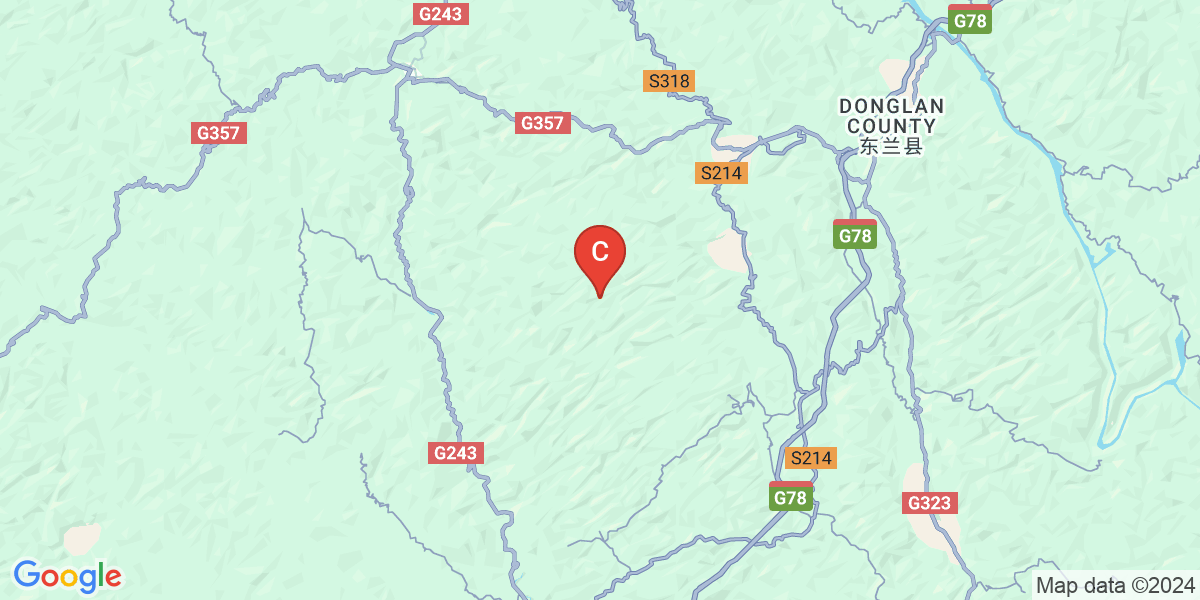 G243
G78
S318
DONGLAN
COUNTY
东兰县
G357
G357
S214
G78
C
G243
S214
G78
G323
Google
Map data ©2024